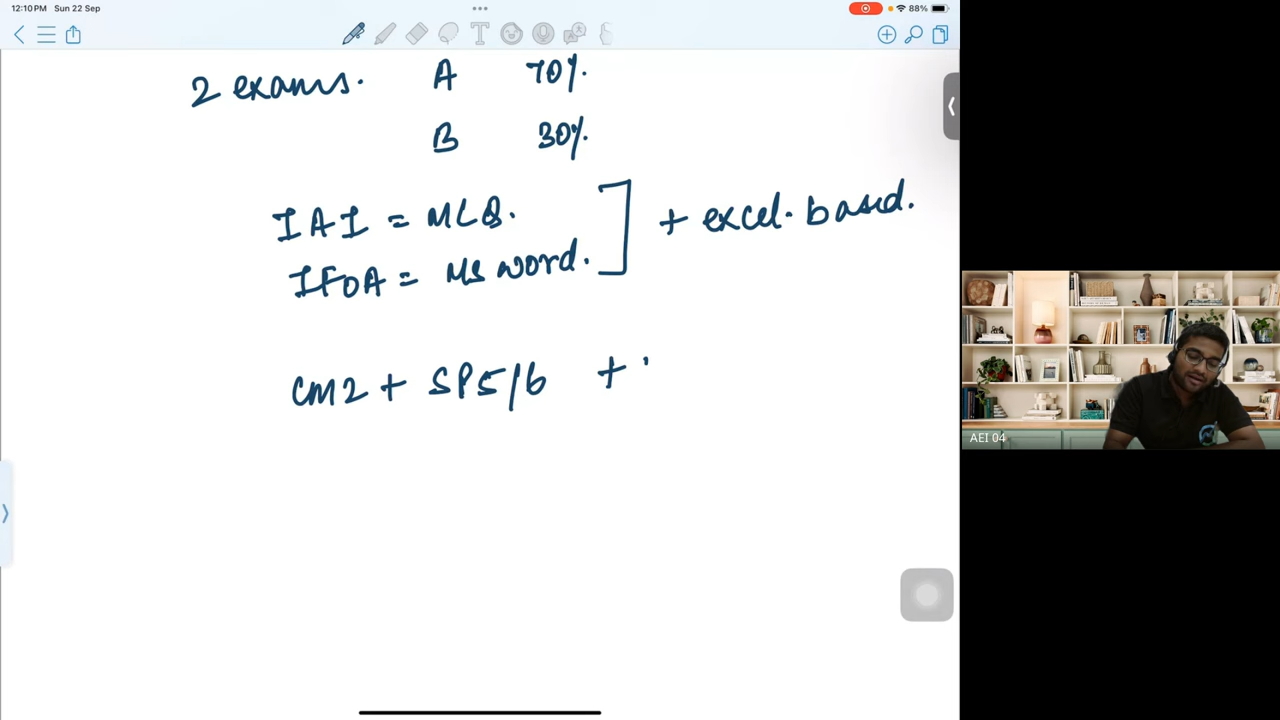 12:10 PM Sun 22 Sep
88%
2 exams. A 70%.
B 30%.
IAI = MCQ.
IFOA = MS word.
+ excel. based.
CM2 + SP5/6 +
AEI 04